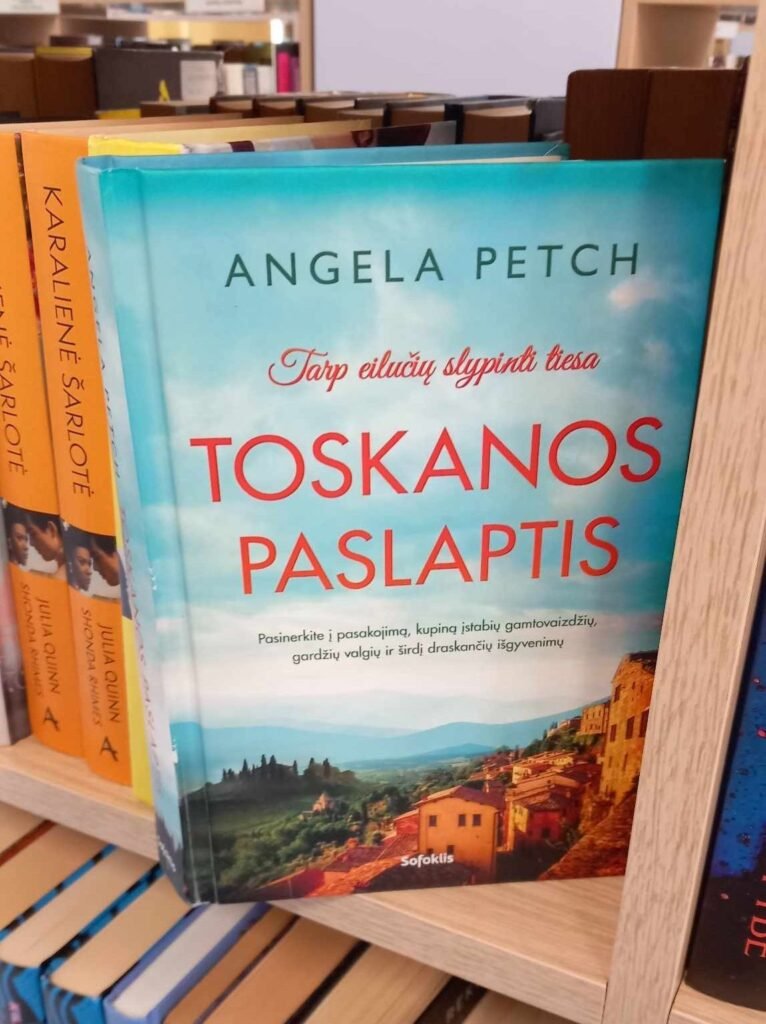 ANGELA PETCH
Tarp eilučių slypinti tiesa
TOSKANOS
PASLAPTIS
Pasinerkite į pasakojimą, kupiną įstabių gamtovaizdžių,
gardžių valgių ir širdį draskančių išgyvenimų
Sofoklis
KARALIENĖ ŠARLOTĖ
JULIA QUINN
SHONDA RHIMES
ŠARLOTĖ
JULIA QUINN
SHONDA RHIMES